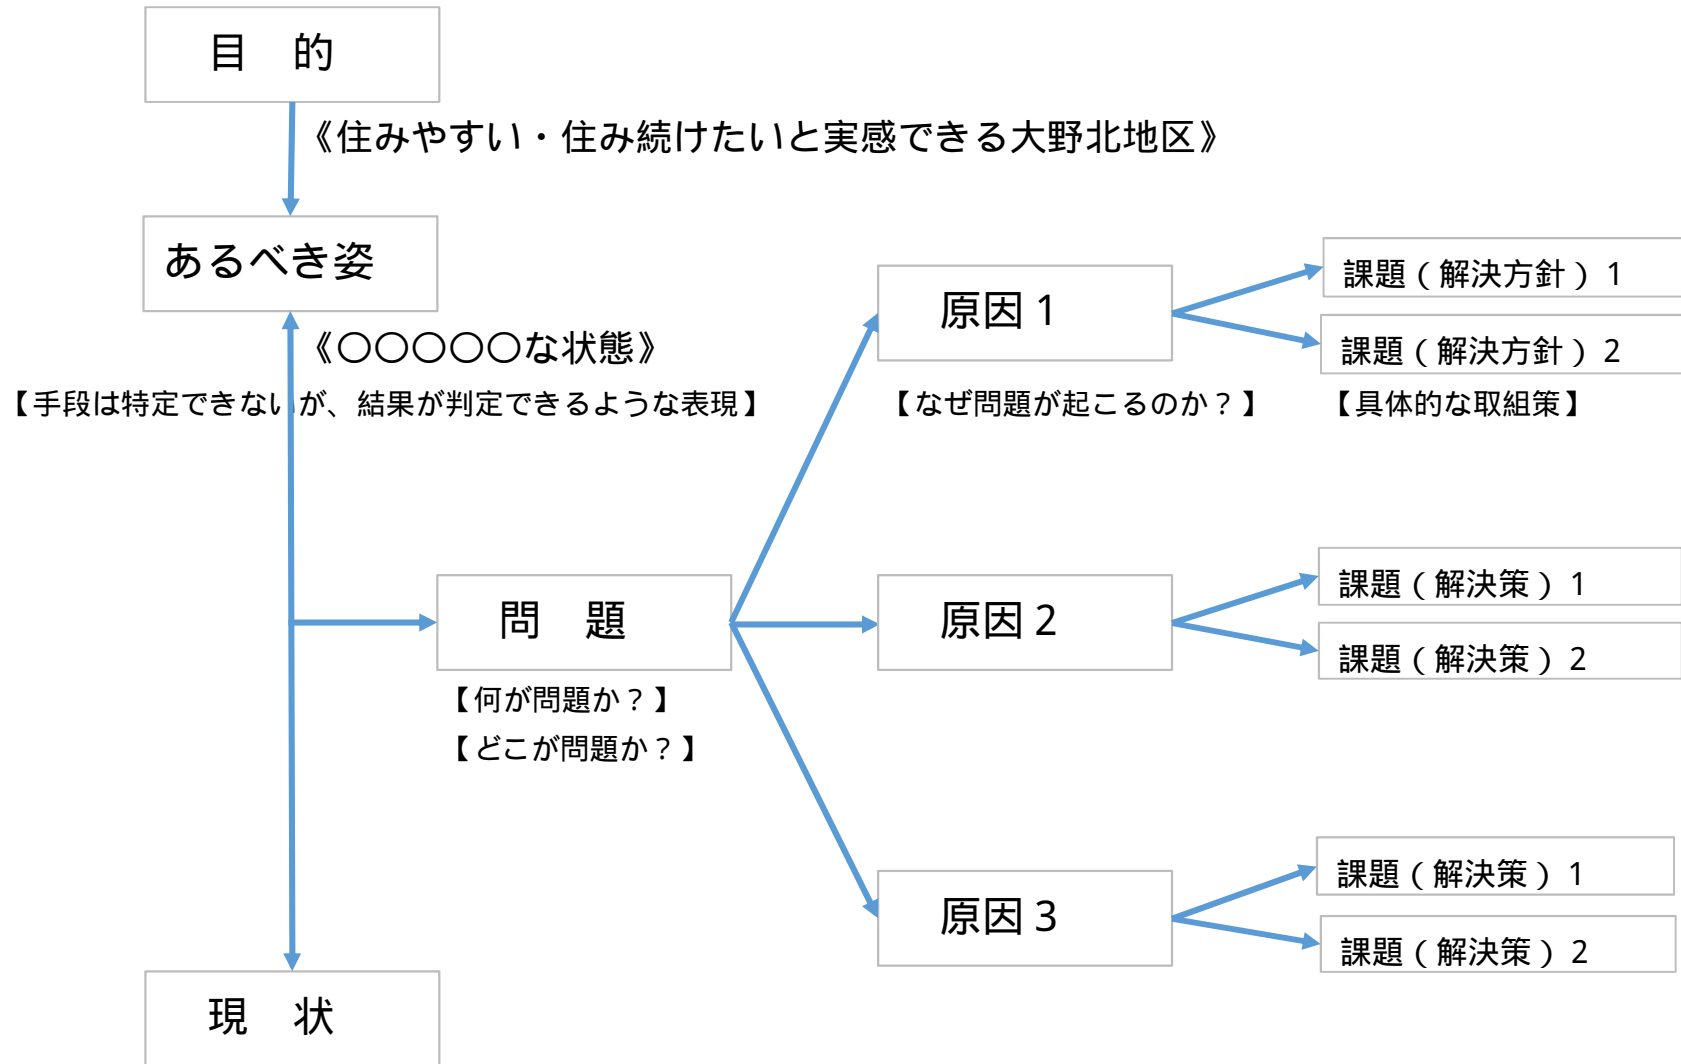 目　的
《住みやすい・住み続けたいと実感できる大野北地区》
あるべき姿
《〇〇〇〇〇な状態》
【手段は特定できないが、結果が判定できるような表現】
原因1
【なぜ問題が起こるのか？】
課題（解決方針）1
課題（解決方針）2
【具体的な取組策】
問　題
【何が問題か？】
【どこが問題か？】
原因2
課題（解決策）1
課題（解決策）2
原因3
課題（解決策）1
課題（解決策）2
現　状